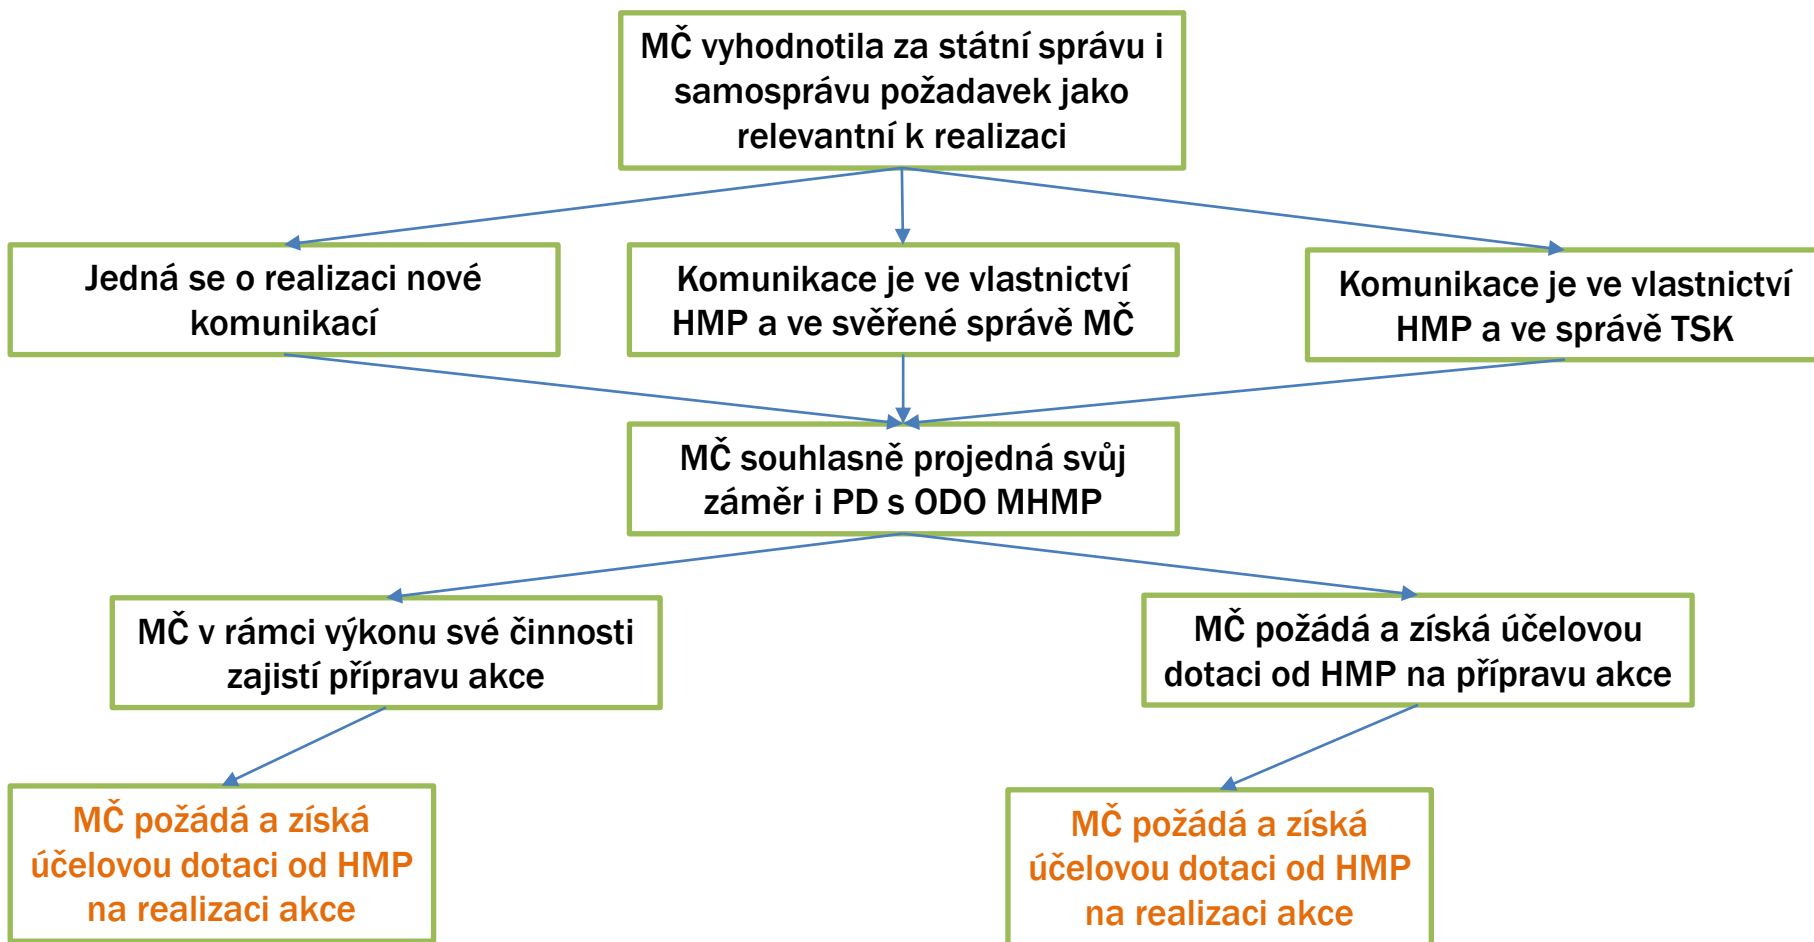 MČ vyhodnotila za státní správu i
samosprávu požadavek jako
relevantní k realizaci
Jedná se o realizaci nové
komunikací
Komunikace je ve vlastnictví
HMP a ve svěřené správě MČ
Komunikace je ve vlastnictví
HMP a ve správě TSK
MČ souhlasně projedná svůj
záměr i PD s ODO MHMP
MČ v rámci výkonu své činnosti
zajistí přípravu akce
MČ požádá a získá účelovou
dotaci od HMP na přípravu akce
MČ požádá a získá
účelovou dotaci od HMP
na realizaci akce
MČ požádá a získá
účelovou dotaci od HMP
na realizaci akce